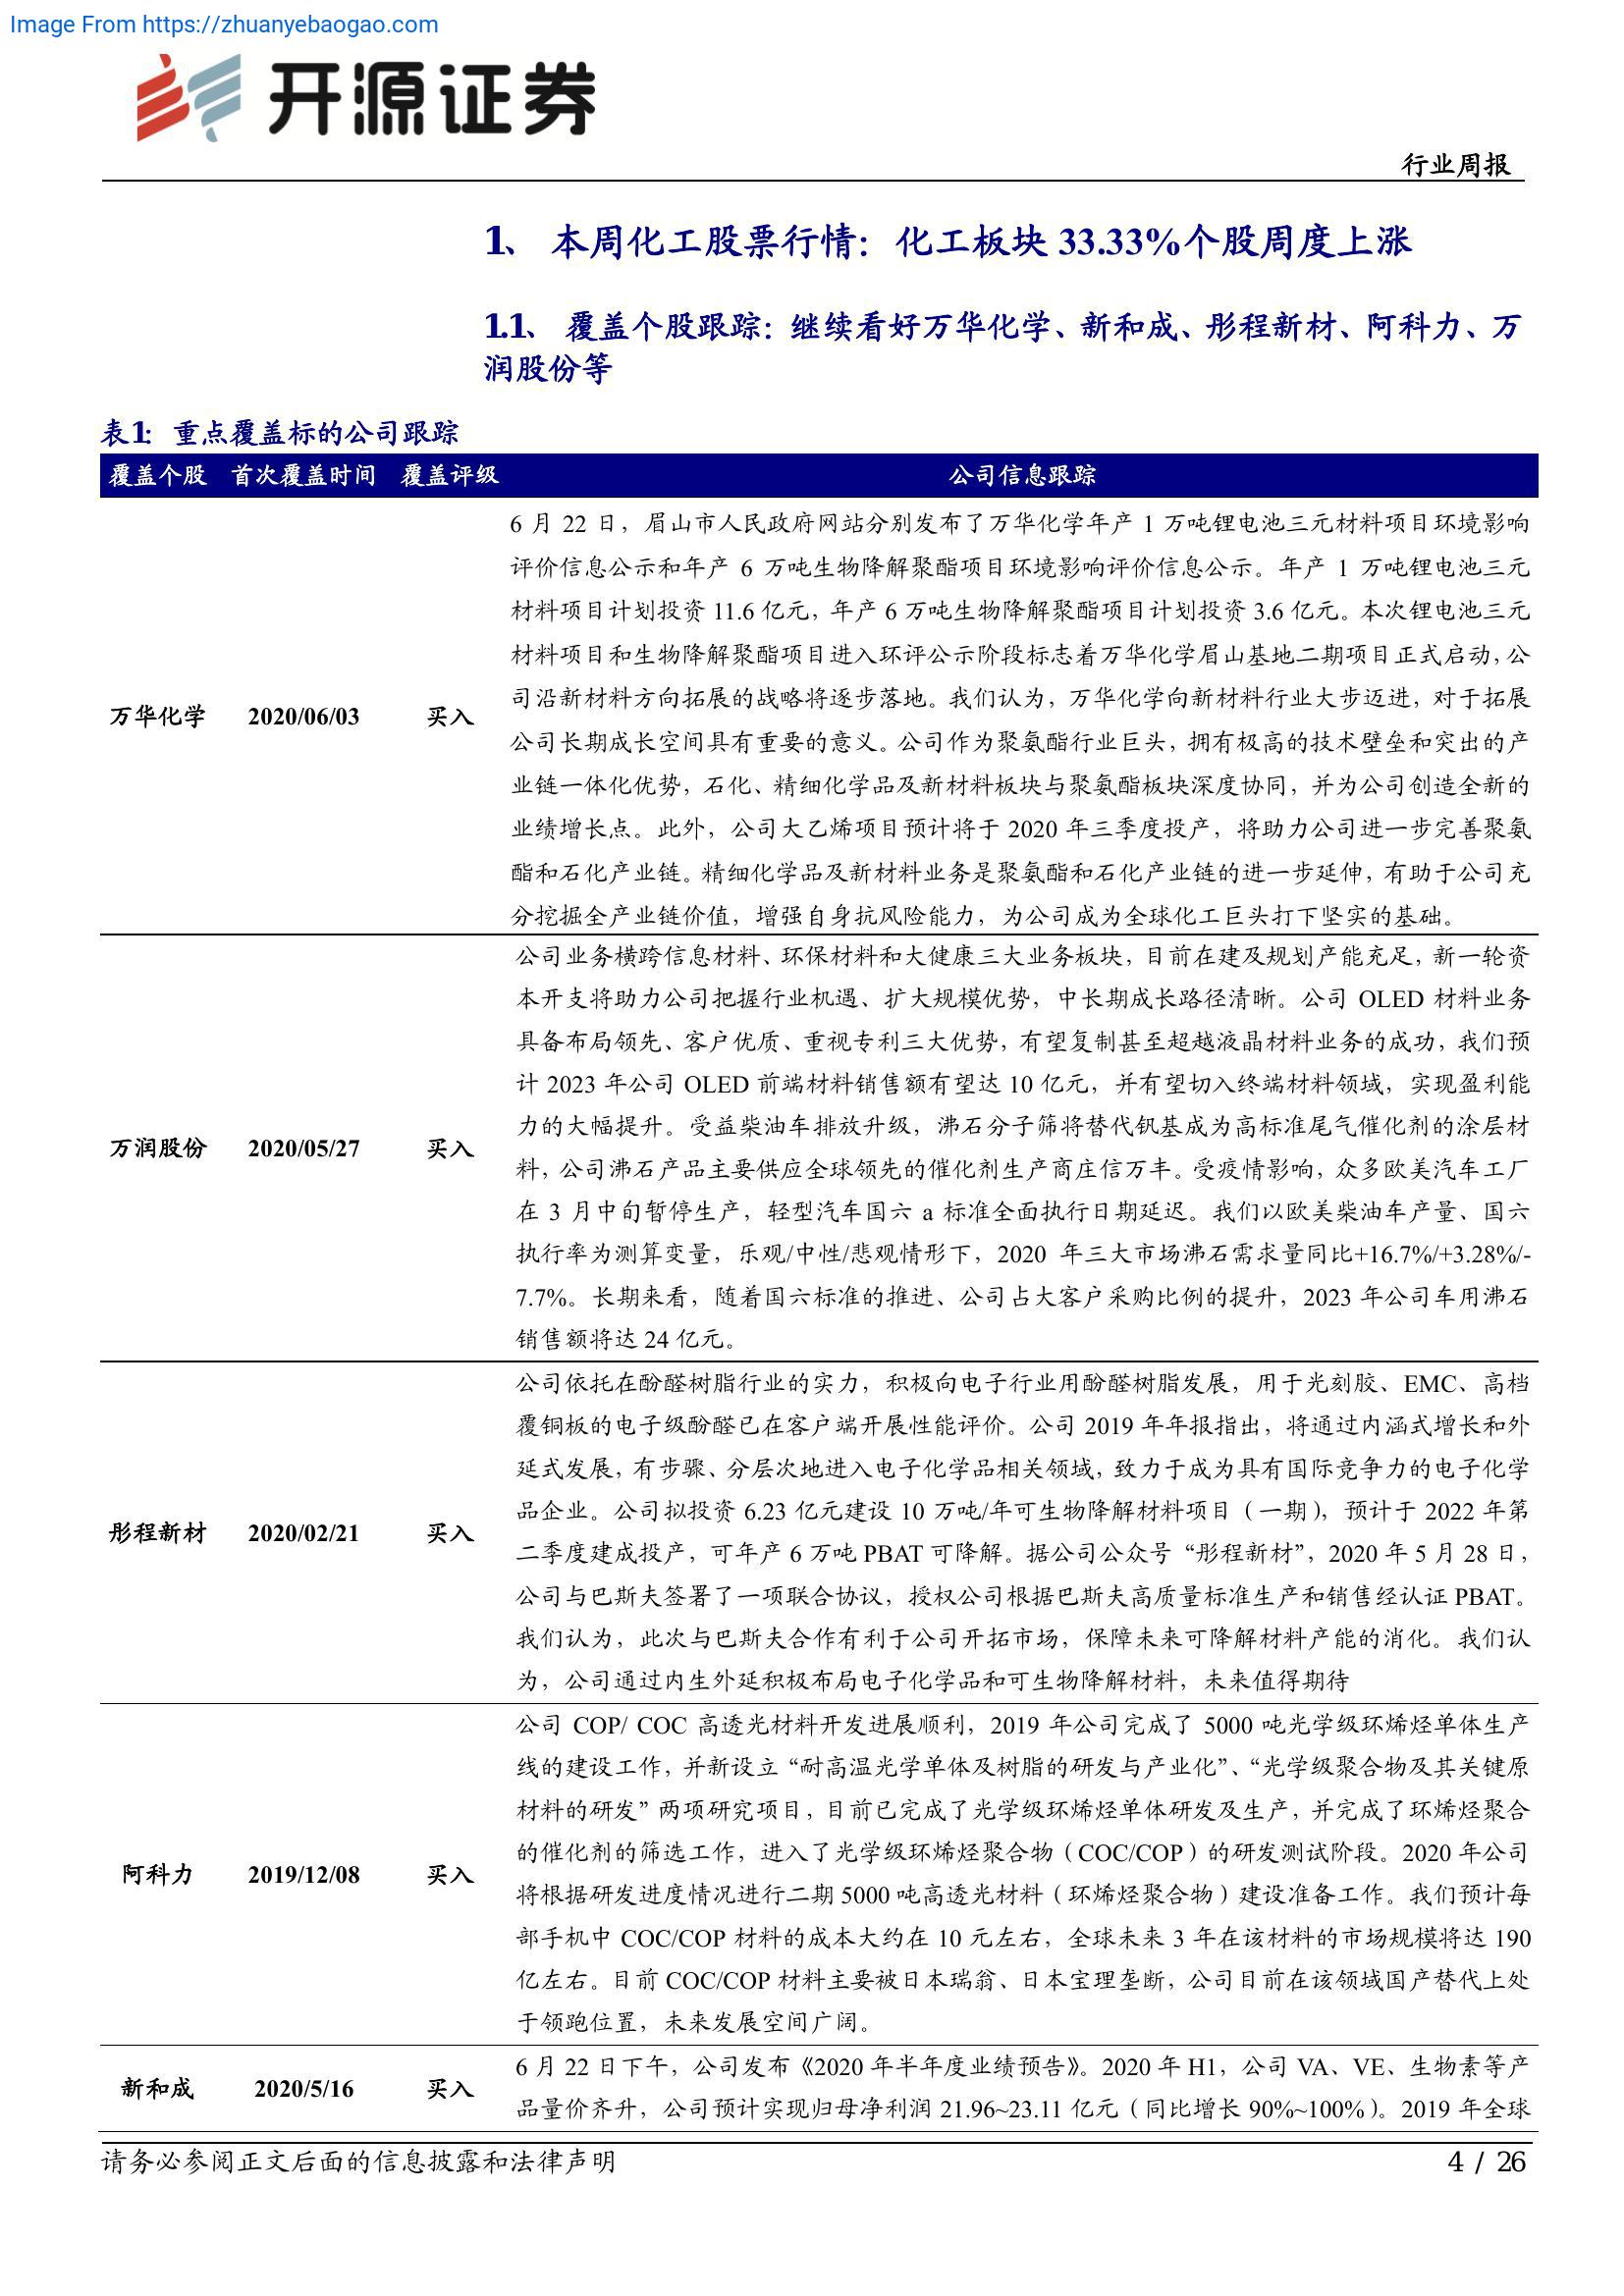 Image From https://zhuanyebaogao.com
开源证券
行业周报
1、 本周化工股票行情：化工板块 33.33%个股周度上涨
1.1、 覆盖个股跟踪：继续看好万华化学、新和成、彤程新材、阿科力、万
润股份等
表1： 重点覆盖标的公司跟踪
覆盖个股 首次覆盖时间 覆盖评级 公司信息跟踪
6 月 22 日，眉山市人民政府网站分别发布了万华化学年产 1 万吨锂电池三元材料项目环境影响
评价信息公示和年产 6 万吨生物降解聚酯项目环境影响评价信息公示。年产 1 万吨锂电池三元
材料项目计划投资 11.6 亿元，年产 6 万吨生物降解聚酯项目计划投资 3.6 亿元。本次锂电池三元
材料项目和生物降解聚酯项目进入环评公示阶段标志着万华化学眉山基地二期项目正式启动，公
司沿新材料方向拓展的战略将逐步落地。我们认为，万华化学向新材料行业大步迈进，对于拓展
万华化学 2020/06/03 买入
公司长期成长空间具有重要的意义。公司作为聚氨酯行业巨头，拥有极高的技术壁垒和突出的产
业链一体化优势，石化、精细化学品及新材料板块与聚氨酯板块深度协同，并为公司创造全新的
业绩增长点。此外，公司大乙烯项目预计将于 2020 年三季度投产，将助力公司进一步完善聚氨
酯和石化产业链。精细化学品及新材料业务是聚氨酯和石化产业链的进一步延伸，有助于公司充
分挖掘全产业链价值，增强自身抗风险能力，为公司成为全球化工巨头打下坚实的基础。
公司业务横跨信息材料、环保材料和大健康三大业务板块，目前在建及规划产能充足，新一轮资
本开支将助力公司把握行业机遇、扩大规模优势，中长期成长路径清晰。公司 OLED 材料业务
具备布局领先、客户优质、重视专利三大优势，有望复制甚至超越液晶材料业务的成功，我们预
计 2023 年公司 OLED 前端材料销售额有望达 10 亿元，并有望切入终端材料领域，实现盈利能
力的大幅提升。受益柴油车排放升级，沸石分子筛将替代钒基成为高标准尾气催化剂的涂层材
万润股份 2020/05/27 买入
料，公司沸石产品主要供应全球领先的催化剂生产商庄信万丰。受疫情影响，众多欧美汽车工厂
在 3 月中旬暂停生产，轻型汽车国六 a 标准全面执行日期延迟。我们以欧美柴油车产量、国六
执行率为测算变量，乐观/中性/悲观情形下，2020 年三大市场沸石需求量同比+16.7%/+3.28%/-
7.7%。长期来看，随着国六标准的推进、公司占大客户采购比例的提升，2023 年公司车用沸石
销售额将达 24 亿元。
公司依托在酚醛树脂行业的实力，积极向电子行业用酚醛树脂发展，用于光刻胶、EMC、高档
覆铜板的电子级酚醛已在客户端开展性能评价。公司 2019 年年报指出，将通过内涵式增长和外
延式发展，有步骤、分层次地进入电子化学品相关领域，致力于成为具有国际竞争力的电子化学
品企业。公司拟投资 6.23 亿元建设 10 万吨/年可生物降解材料项目（一期），预计于 2022 年第
彤程新材 2020/02/21 买入
二季度建成投产，可年产 6 万吨 PBAT 可降解。据公司公众号“彤程新材”，2020 年 5 月 28 日，
公司与巴斯夫签署了一项联合协议，授权公司根据巴斯夫高质量标准生产和销售经认证 PBAT。
我们认为，此次与巴斯夫合作有利于公司开拓市场，保障未来可降解材料产能的消化。我们认
为，公司通过内生外延积极布局电子化学品和可生物降解材料，未来值得期待
公司 COP/ COC 高透光材料开发进展顺利，2019 年公司完成了 5000 吨光学级环烯烃单体生产
线的建设工作，并新设立“耐高温光学单体及树脂的研发与产业化”、“光学级聚合物及其关键原
材料的研发”两项研究项目，目前已完成了光学级环烯烃单体研发及生产，并完成了环烯烃聚合
的催化剂的筛选工作，进入了光学级环烯烃聚合物（COC/COP）的研发测试阶段。2020 年公司
阿科力 2019/12/08 买入
将根据研发进度情况进行二期 5000 吨高透光材料（环烯烃聚合物）建设准备工作。我们预计每
部手机中 COC/COP 材料的成本大约在 10 元左右，全球未来 3 年在该材料的市场规模将达 190
亿左右。目前 COC/COP 材料主要被日本瑞翁、日本宝理垄断，公司目前在该领域国产替代上处
于领跑位置，未来发展空间广阔。
6 月 22 日下午，公司发布《2020 年半年度业绩预告》。2020 年 H1，公司 VA、VE、生物素等产
新和成 2020/5/16 买入
品量价齐升，公司预计实现归母净利润 21.96~23.11 亿元（同比增长 90%~100%）。2019 年全球
请务必参阅正文后面的信息披露和法律声明 4 / 26